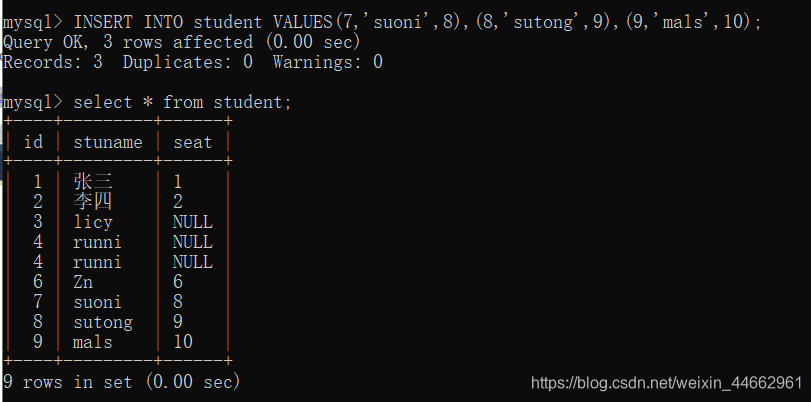 mysql> INSERT INTO student VALUES(7,'suoni',8),(8,'sutong',9),(9,'mals',10);
Query OK, 3 rows affected (0.00 sec)
Records: 3  Duplicates: 0  Warnings: 0

mysql> select * from student;
+----+---------+------+
| id | stuname | seat |
+----+---------+------+
|  1 | 张三    | 1    |
|  2 | 李四    | 2    |
|  3 | licy    | NULL |
|  4 | runni   | NULL |
|  4 | runni   | NULL |
|  6 | Zn      | 6    |
|  7 | suoni   | 8    |
|  8 | sutong  | 9    |
|  9 | mals    | 10   |
+----+---------+------+
9 rows in set (0.00 sec)
https://blog.csdn.net/weixin_44662961